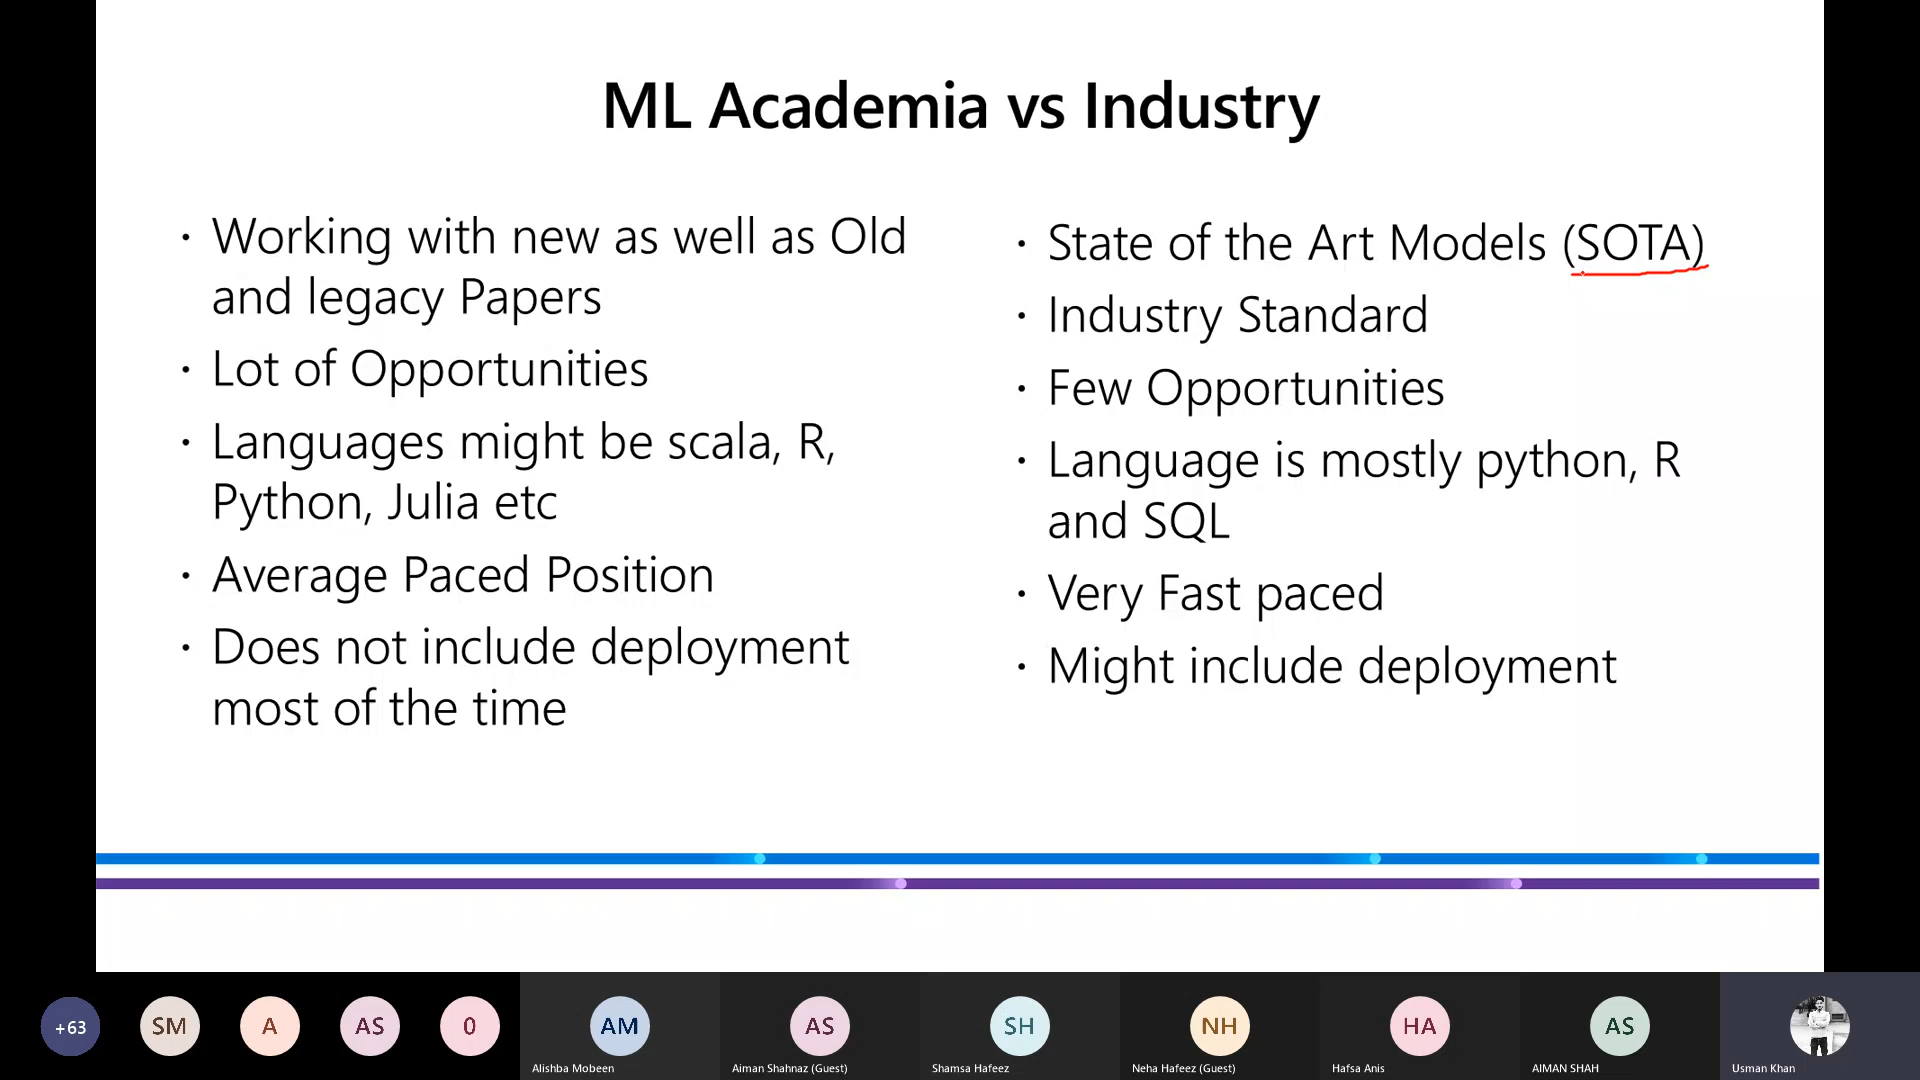 ML Academia vs Industry
· Working with new as well as Old
and legacy Papers
· Lot of Opportunities
· Languages might be scala, R,
Python, Julia etc
· Average Paced Position
· Does not include deployment
most of the time
· State of the Art Models (SOTA)
· Industry Standard
· Few Opportunities
· Language is mostly python, R
and SQL
· Very Fast paced
· Might include deployment
+63
SM
A
AS
0
AM
Alishba Mobeen
AS
Aiman Shahnaz (Guest)
SH
Shamsa Hafeez
NH
Neha Hafeez (Guest)
HA
Hafsa Anis
AS
AIMAN SHAH
Usman Khan